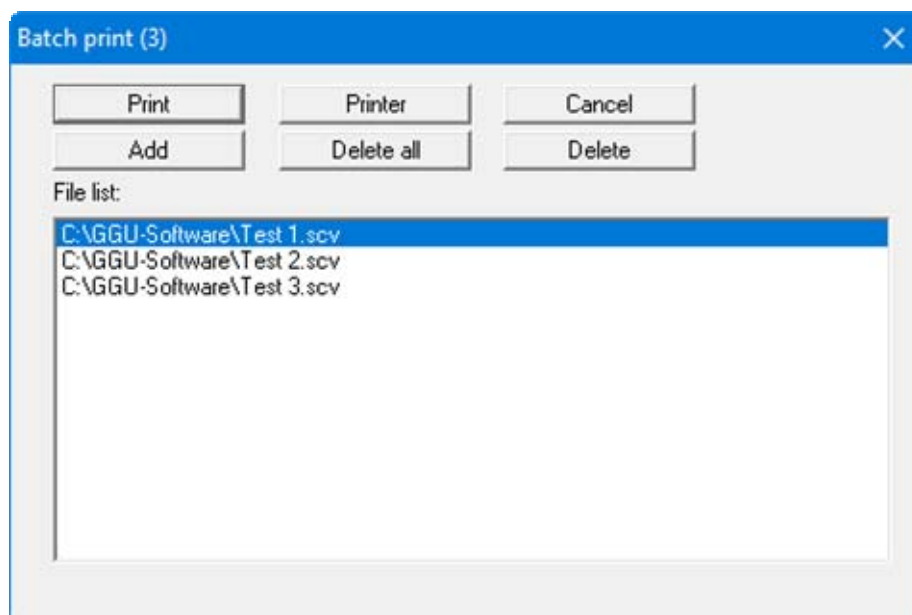 Batch print (3)
Print Printer Cancel
Add Delete all Delete
File list:
C:\GGU-Software\Test 1.scv
C:\GGU-Software\Test 2.scv
C:\GGU-Software\Test 3.scv